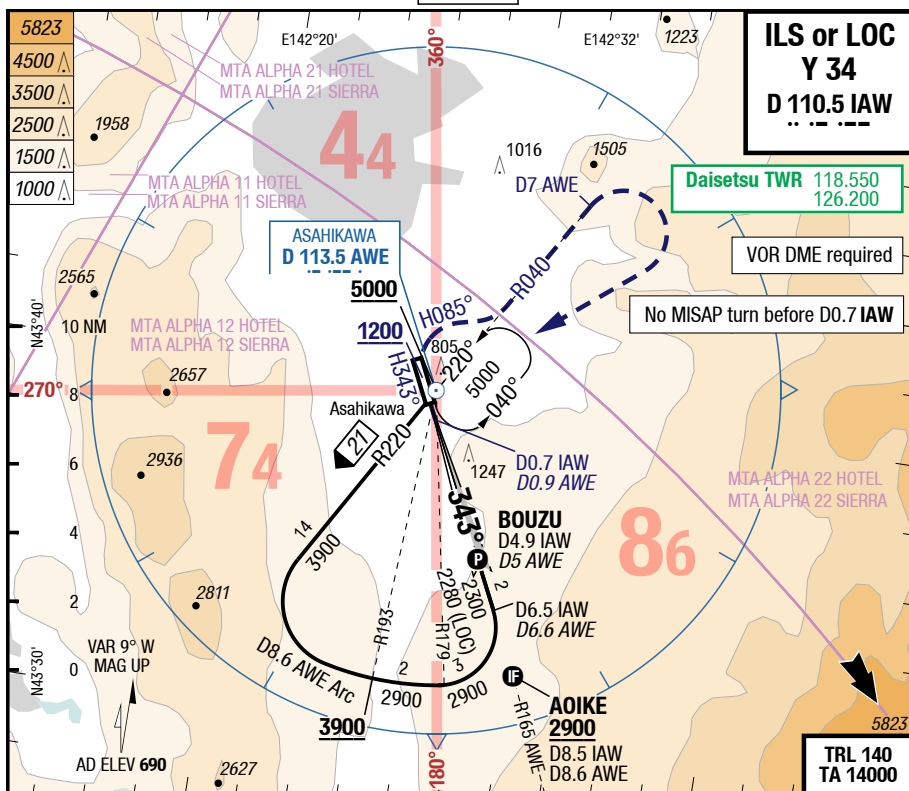 5823
4500
3500
2500
1500
1000
E142°20'
360°
E142°32'
1223
ILS or LOC
Y 34
D 110.5 IAW
MTA ALPHA 21 HOTEL
MTA ALPHA 21 SIERRA
1958
44
1016
1505
D7 AWE
Daisetsu TWR 118.550
126.200
MTA ALPHA 11 HOTEL
MTA ALPHA 11 SIERRA
VOR DME required
ASAHIKAWA
D 113.5 AWE
2565
5000
R040
N43°40'
10 NM
No MISAP turn before D0.7 IAW
H085°
1200
MTA ALPHA 12 HOTEL
MTA ALPHA 12 SIERRA
805
220°
5000
040°
H343°
2657
270°
8
Asahikawa
21
R220
74
6
2936
1247
D0.7 IAW
D0.9 AWE
MTA ALPHA 22 HOTEL
MTA ALPHA 22 SIERRA
343°
BOUZU
D4.9 IAW
D5 AWE
P
86
14
3900
4
2300
2280 (LOC)
2
2811
2
R193
R179
D6.5 IAW
D6.6 AWE
VAR 9° W
MAG UP
D8.6 AWE Arc
2
2900
3
2900
0
N43°30'
IF
AOIKE
2900
D8.5 IAW
D8.6 AWE
R165 AWE
3900
180°
5823
AD ELEV 690
2627
TRL 140
TA 14000